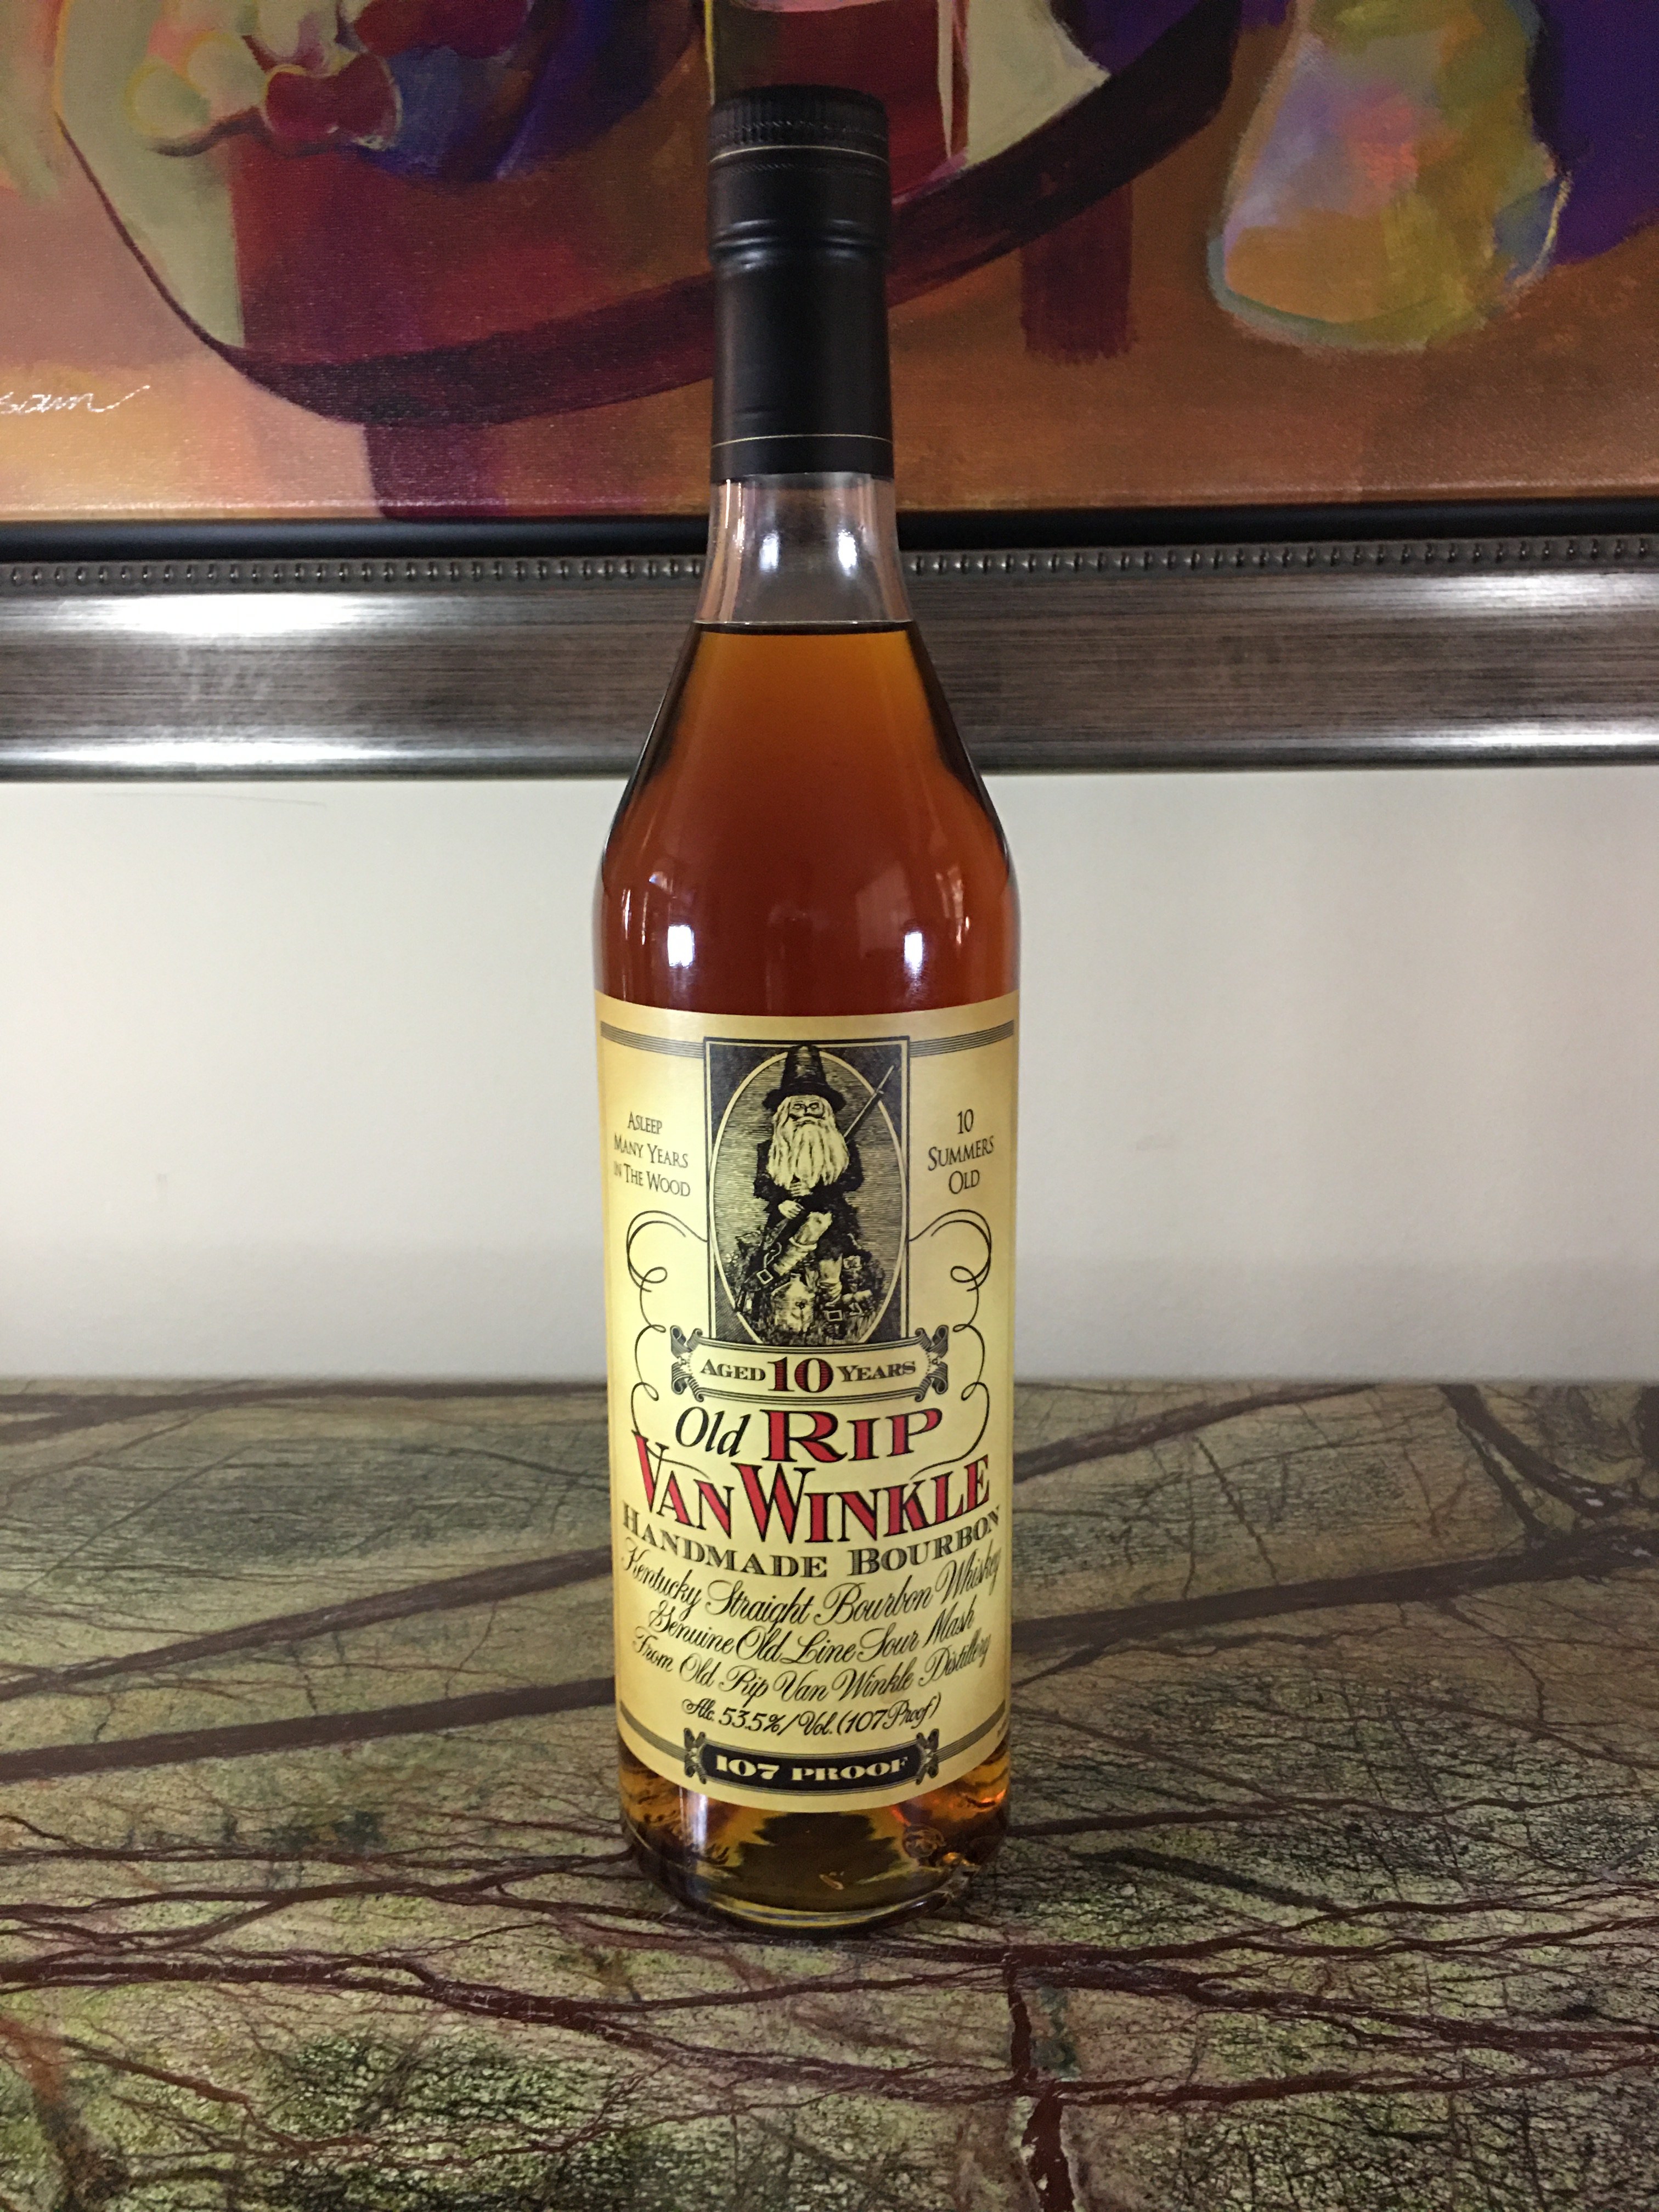 ASLEEP
MANY YEARS
IN THE WOOD
10
SUMMERS
OLD
AGED 10 YEARS
Old RIP
VAN WINKLE
HANDMADE BOURBON
Kentucky Straight Bourbon Whiskey
Genuine Old Line Sour Mash
From Old Rip Van Winkle Distillery
Alc. 53.5% / Vol. (107 Proof)
107 PROOF